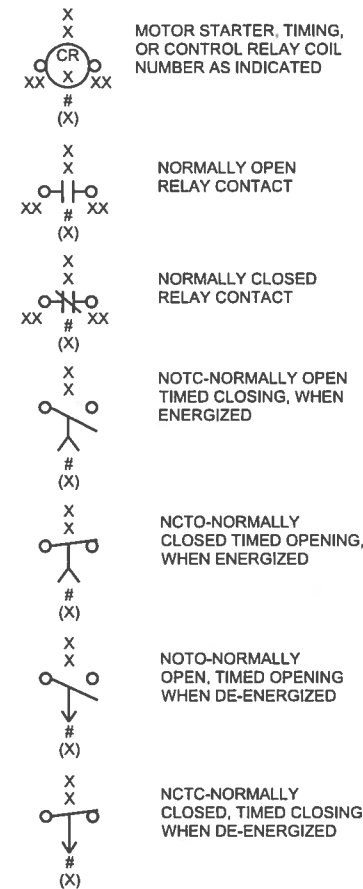 X
X
CR
X
XX XX
#
(X)
MOTOR STARTER, TIMING,
OR CONTROL RELAY COIL
NUMBER AS INDICATED
X
X
XX XX
#
(X)
NORMALLY OPEN
RELAY CONTACT
X
X
XX XX
#
(X)
NORMALLY CLOSED
RELAY CONTACT
X
X
#
(X)
NOTC-NORMALLY OPEN
TIMED CLOSING, WHEN
ENERGIZED
X
X
#
(X)
NCTO-NORMALLY
CLOSED TIMED OPENING,
WHEN ENERGIZED
X
X
#
(X)
NOTO-NORMALLY
OPEN, TIMED OPENING
WHEN DE-ENERGIZED
X
X
#
(X)
NCTC-NORMALLY
CLOSED, TIMED CLOSING
WHEN DE-ENERGIZED